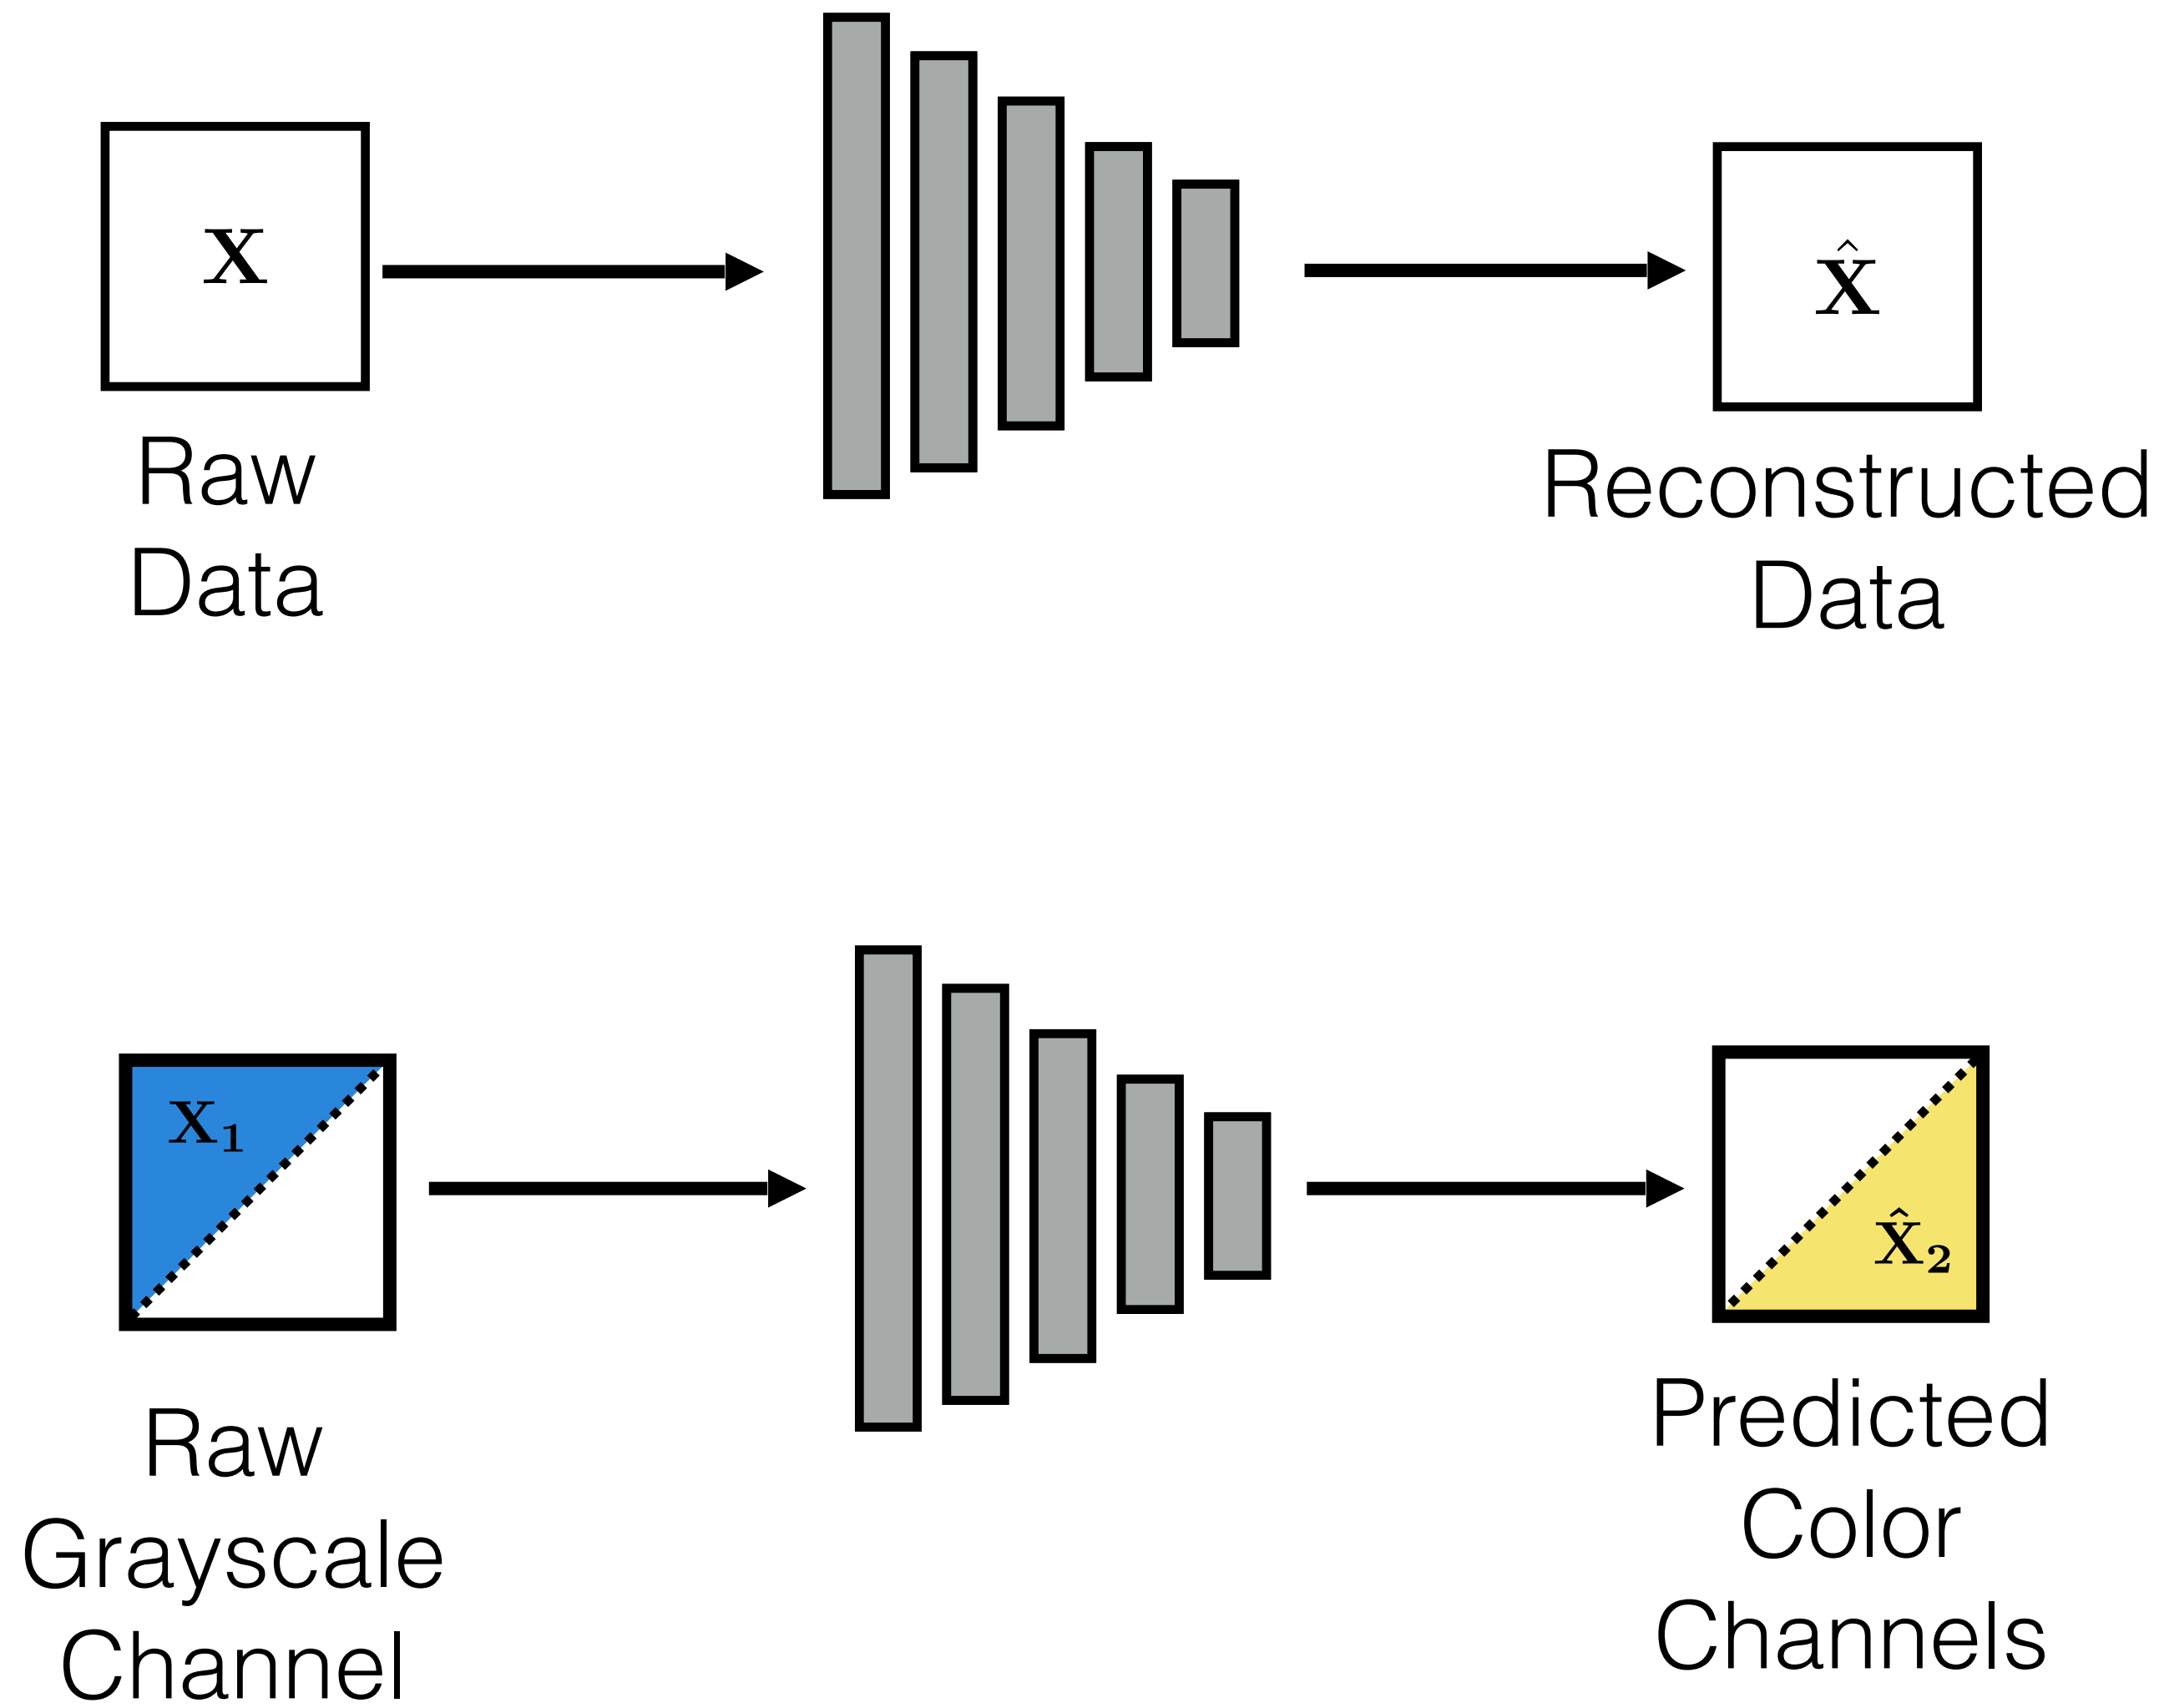 x
Raw
Data
x̂
Reconstructed
Data
x₁
Raw
Grayscale
Channel
x̂₂
Predicted
Color
Channels